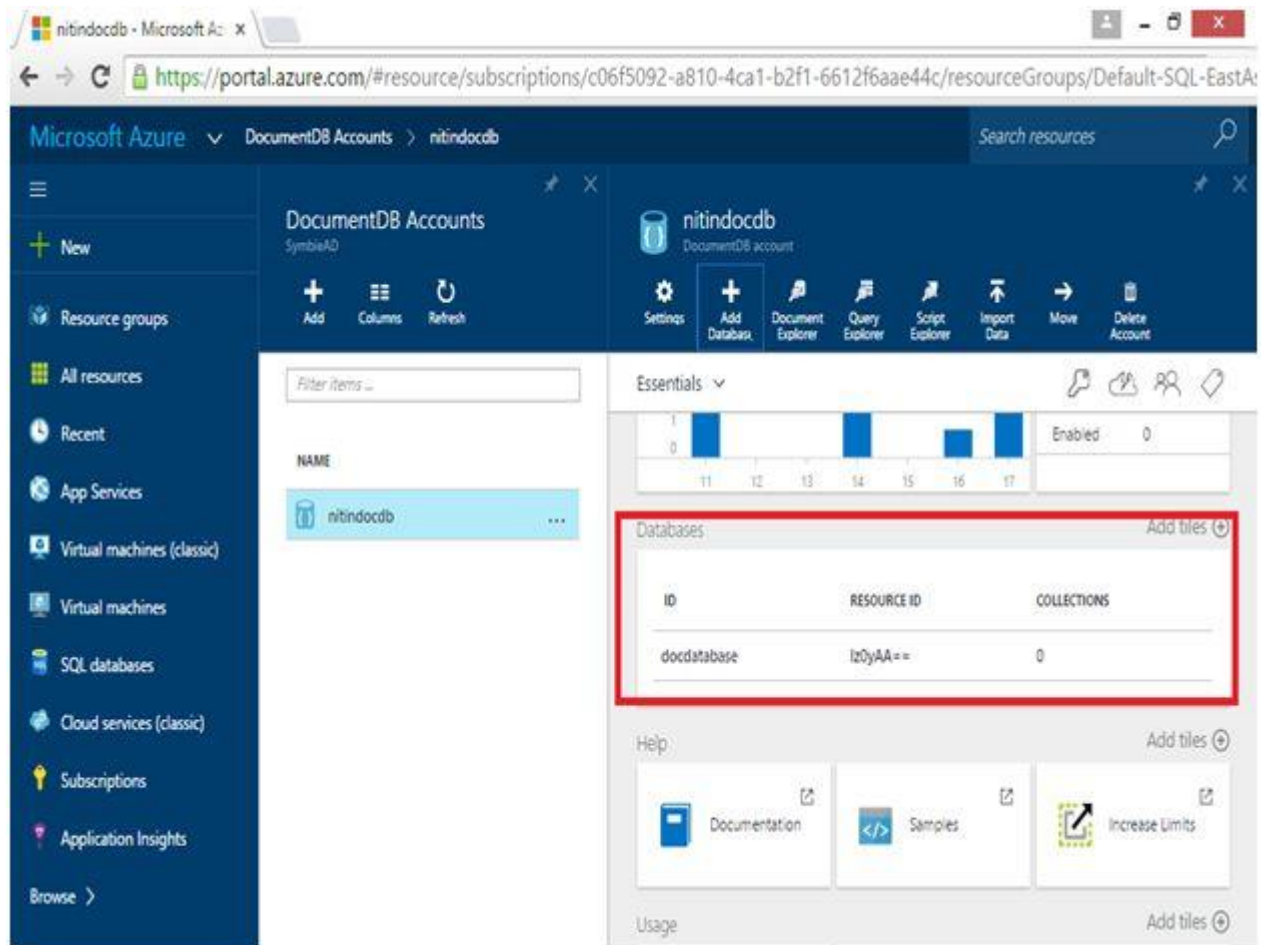 nitindocdb - Microsoft Az
https://portal.azure.com/#resource/subscriptions/c06f5092-a810-4ca1-b2f1-6612f6aae44c/resourceGroups/Default-SQL-EastAs
Microsoft Azure DocumentDB Accounts > nitindocdb Search resources
New
Resource groups
All resources
Recent
App Services
Virtual machines (classic)
Virtual machines
SQL databases
Cloud services (classic)
Subscriptions
Application Insights
Browse >
DocumentDB Accounts
SymbieAD
Add Columns Refresh
Filter items ...
NAME
nitindocdb ...
nitindocdb
DocumentDB account
Settings Add Databas Document Explorer Query Explorer Script Explorer Import Data Move Delete Account
Essentials
1
0
11 12 13 14 15 16 17
Enabled 0
Databases Add tiles
ID RESOURCE ID COLLECTIONS
docdatabase Iz0yAA== 0
Help Add tiles
Documentation </> Samples Increase Limits
Usage Add tiles